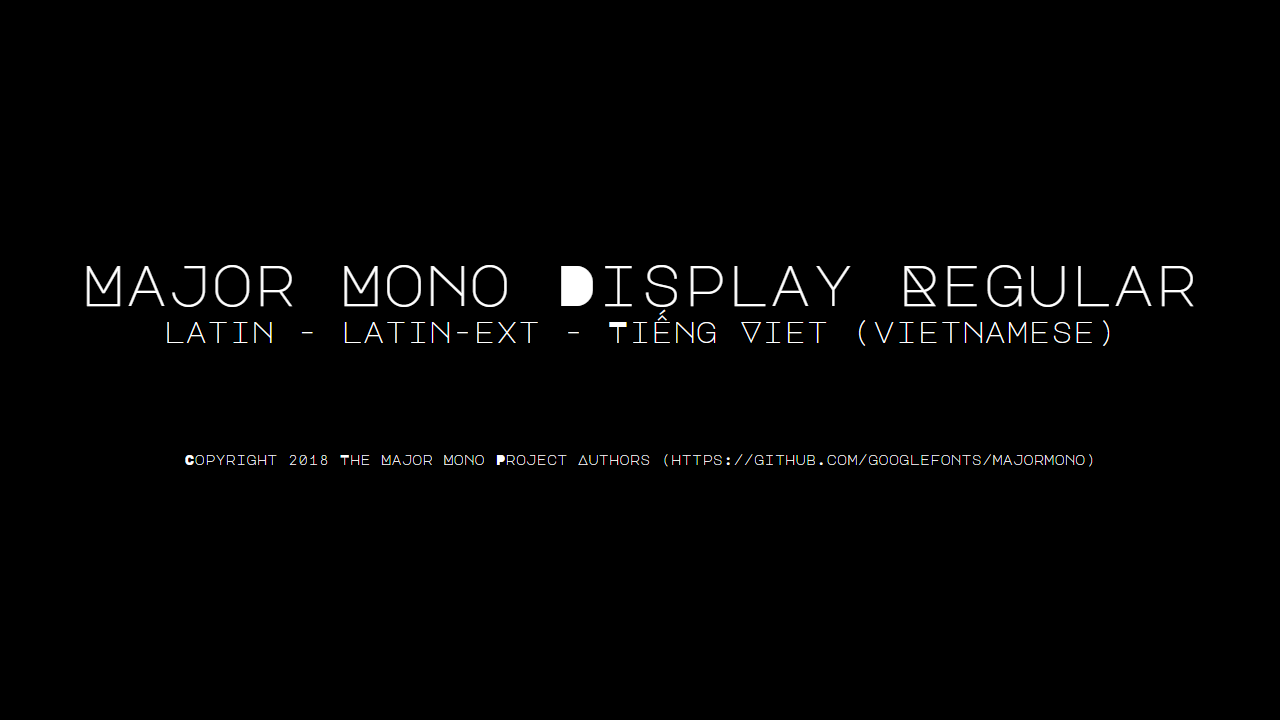 Major Mono Display Regular
latin - latin-ext - Tiếng Viet (vietnamese)
Copyright 2018 The Major Mono Project Authors (https://github.com/googlefonts/majormono)